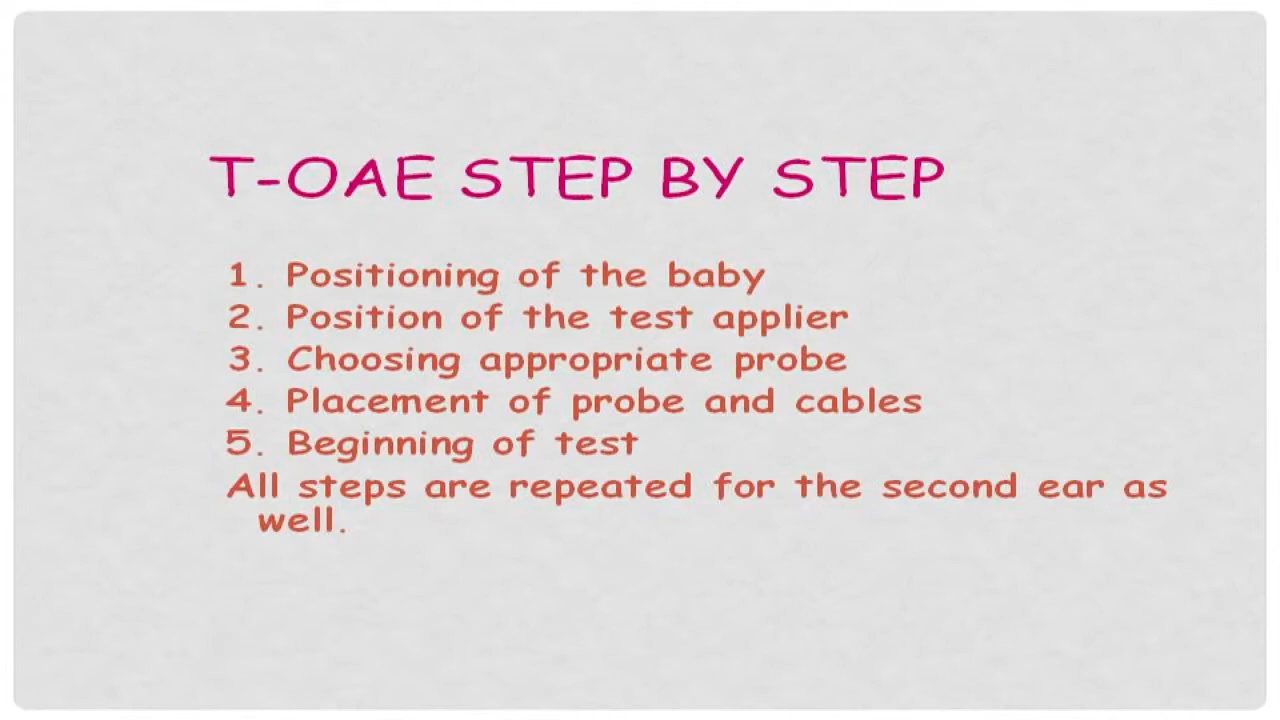 T-OAE STEP BY STEP
1. Positioning of the baby
2. Position of the test applier
3. Choosing appropriate probe
4. Placement of probe and cables
5. Beginning of test
All steps are repeated for the second ear as
well.